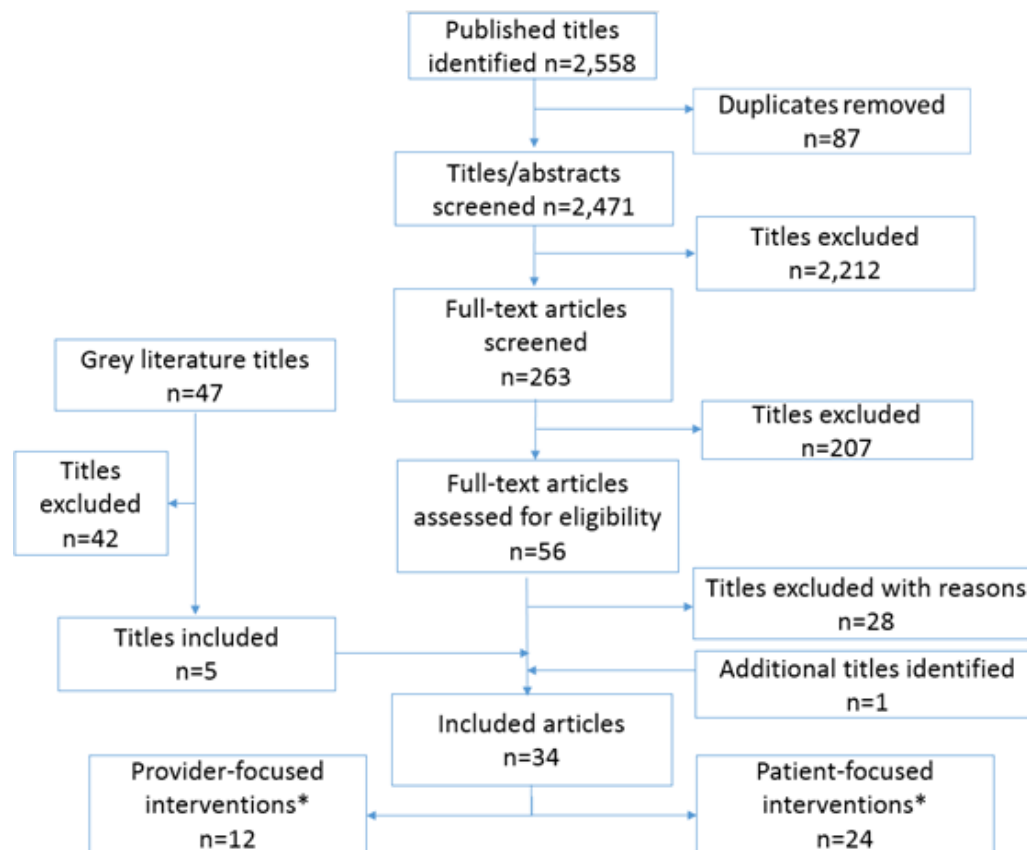 Published titles
identified n=2,558
Duplicates removed
n=87
Titles/abstracts
screened n=2,471
Titles excluded
n=2,212
Full-text articles
screened
n=263
Grey literature titles
n=47
Titles excluded
n=207
Titles
excluded
n=42
Full-text articles
assessed for eligibility
n=56
Titles excluded with reasons
n=28
Titles included
n=5
Additional titles identified
n=1
Included articles
n=34
Provider-focused
interventions*
n=12
Patient-focused
interventions*
n=24